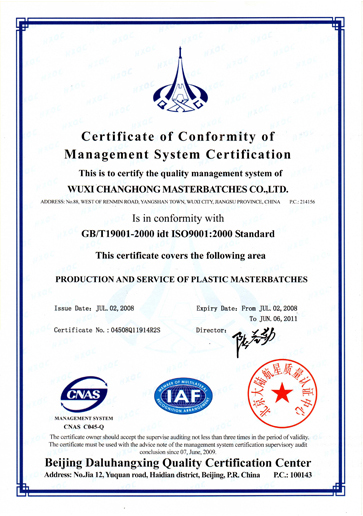 Certificate of Conformity of
Management System Certification
This is to certify the quality management system of
WUXI CHANGHONG MASTERBATCHES CO.,LTD.
ADDRESS: No.88, WEST OF RENMIN ROAD, YANGSHAN TOWN, WUXI CITY, JIANGSU PROVINCE, CHINA P.C.: 214156
Is in conformity with
GB/T19001-2000 idt ISO9001:2000 Standard
This certificate covers the following area
PRODUCTION AND SERVICE OF PLASTIC MASTERBATCHES
Issue Date: JUL. 02, 2008 Expiry Date: From JUL. 02, 2008
To JUN. 06, 2011
Certificate No. : 04508Q11914R2S Director:
CNAS
MANAGEMENT SYSTEM
CNAS C045-Q
MEMBER OF MULTILATERAL
IAF
RECOGNITION ARRANGEMENT
北京大陆航星质量认证中心
The certificate owner should accept the supervise auditing not less than three times in the period of validity.
The certificate must be used with the advice note of the management system certification supervisory audit
conclusion since 07, June, 2009.
Beijing Daluhangxing Quality Certification Center
Address: No.Jia 12, Yuquan road, Haidian district, Beijing, P.R. China P.C.: 100143